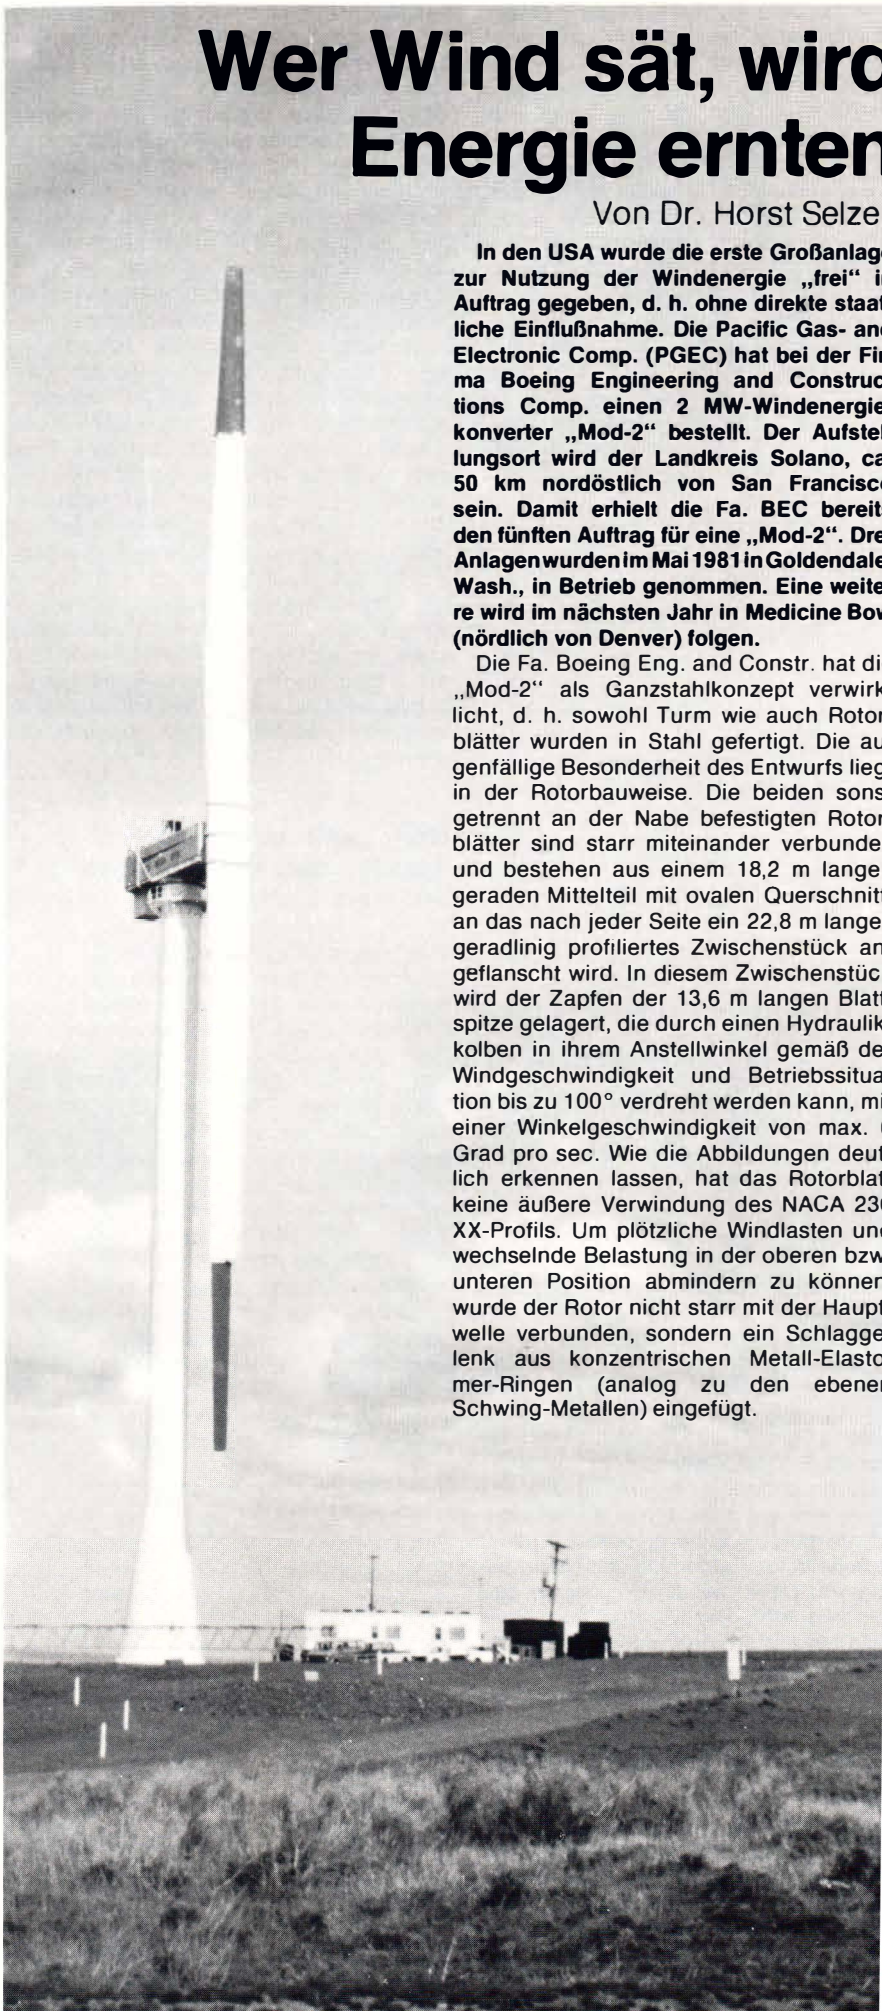 Wer Wind sät, wird
Energie ernten
Von Dr. Horst Selze
In den USA wurde die erste Großanlag
zur Nutzung der Windenergie „frei“ i
Auftrag gegeben, d. h. ohne direkte staat
liche Einflußnahme. Die Pacific Gas- and
Electronic Comp. (PGEC) hat bei der Fir
ma Boeing Engineering and Construc
tions Comp. einen 2 MW-Windenergie
konverter „Mod-2“ bestellt. Der Aufstel
lungsort wird der Landkreis Solano, ca
50 km nordöstlich von San Francisco
sein. Damit erhielt die Fa. BEC bereit
den fünften Auftrag für eine „Mod-2“. Dre
Anlagen wurden im Mai 1981 in Goldendale
Wash., in Betrieb genommen. Eine weite
re wird im nächsten Jahr in Medicine Bow
(nördlich von Denver) folgen.
Die Fa. Boeing Eng. and Constr. hat di
„Mod-2“ als Ganzstahlkonzept verwirk
licht, d. h. sowohl Turm wie auch Rotor
blätter wurden in Stahl gefertigt. Die au
genfällige Besonderheit des Entwurfs lieg
in der Rotorbauweise. Die beiden sons
getrennt an der Nabe befestigten Rotor
blätter sind starr miteinander verbunde
und bestehen aus einem 18,2 m lange
geraden Mittelteil mit ovalen Querschnitt
an das nach jeder Seite ein 22,8 m lange
geradlinig profiliertes Zwischenstück an
geflanscht wird. In diesem Zwischenstüc
wird der Zapfen der 13,6 m langen Blatt
spitze gelagert, die durch einen Hydraulik
kolben in ihrem Anstellwinkel gemäß de
Windgeschwindigkeit und Betriebssitua
tion bis zu 100° verdreht werden kann, mi
einer Winkelgeschwindigkeit von max.
Grad pro sec. Wie die Abbildungen deut
lich erkennen lassen, hat das Rotorblat
keine äußere Verwindung des NACA 230
XX-Profils. Um plötzliche Windlasten und
wechselnde Belastung in der oberen bzw
unteren Position abmindern zu können
wurde der Rotor nicht starr mit der Haupt
welle verbunden, sondern ein Schlagge
lenk aus konzentrischen Metall-Elasto
mer-Ringen (analog zu den ebenen
Schwing-Metallen) eingefügt.